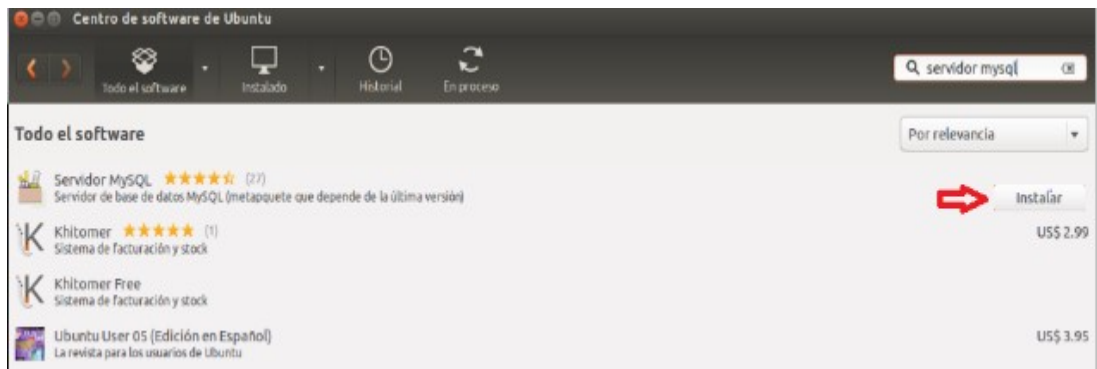 Centro de software de Ubuntu
Todo el software
Instalado
Historial
En proceso
servidor mysql
Todo el software
Por relevancia
Servidor MySQL (27)
Servidor de base de datos MySQL (metapquete que depende de la última versión)
Instalar
Khitomer (1)
US$ 2.99
Sistema de facturación y stock
Khitomer Free
Sistema de facturación y stock
Ubuntu User 05 (Edición en Español)
US$ 3.95
La revista para los usuarios de Ubuntu